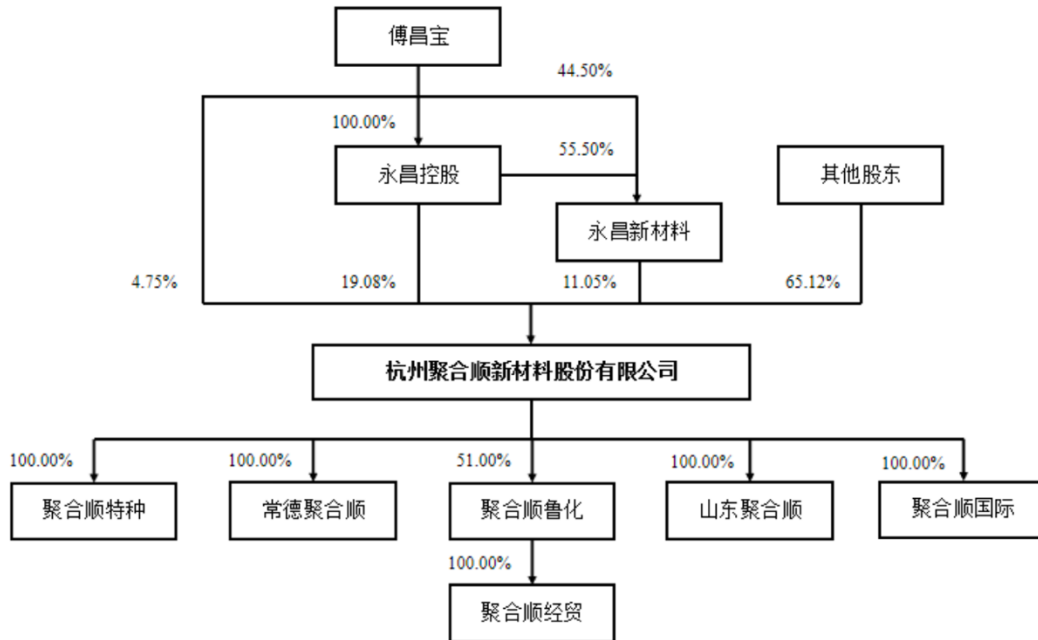 傅昌宝
44.50%
100.00%
55.50%
永昌控股
其他股东
永昌新材料
4.75%
19.08%
11.05%
65.12%
杭州聚合顺新材料股份有限公司
100.00%
100.00%
51.00%
100.00%
100.00%
聚合顺特种
常德聚合顺
聚合顺鲁化
山东聚合顺
聚合顺国际
100.00%
聚合顺经贸